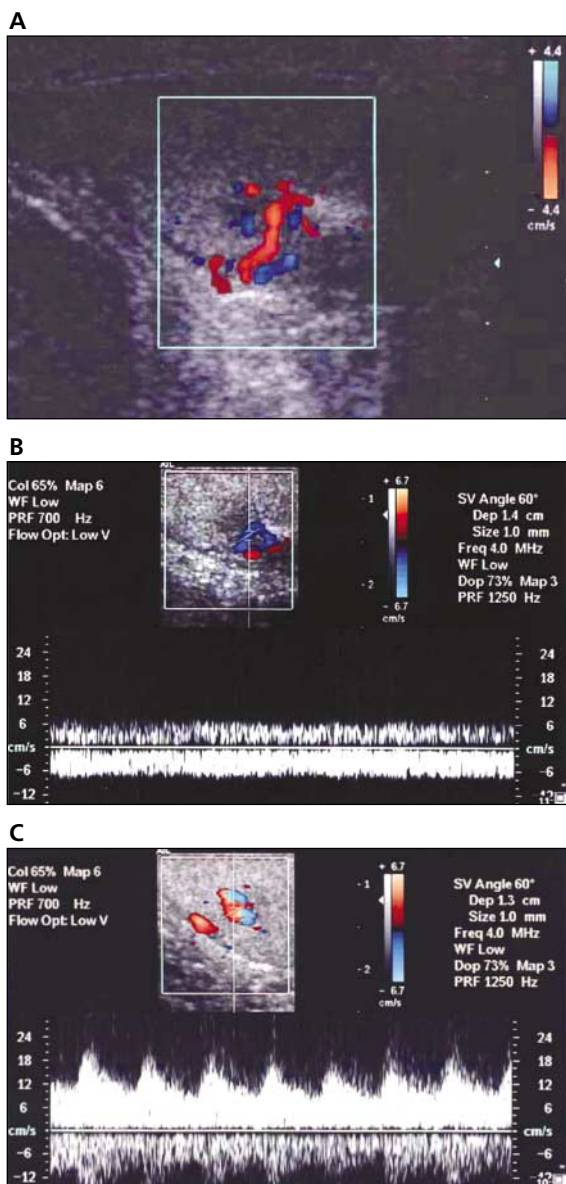 A
+ 4.4
- 4.4
cm/s
B
Col 65% Map 6
WF Low
PRF 700 Hz
Flow Opt: Low V
+ 6.7
- 1
- 2
- 6.7
cm/s
SV Angle 60°
Dep 1.4 cm
Size 1.0 mm
Freq 4.0 MHz
WF Low
Dop 73% Map 3
PRF 1250 Hz
24 24
18 18
12 12
6 6
cm/s cm/s
-6 -6
-12
C
Col 65% Map 6
WF Low
PRF 700 Hz
Flow Opt: Low V
+ 6.7
- 1
- 2
- 6.7
cm/s
SV Angle 60°
Dep 1.3 cm
Size 1.0 mm
Freq 4.0 MHz
WF Low
Dop 73% Map 3
PRF 1250 Hz
24 24
18 18
12 12
6 6
cm/s cm/s
-6 -6
-12 -12